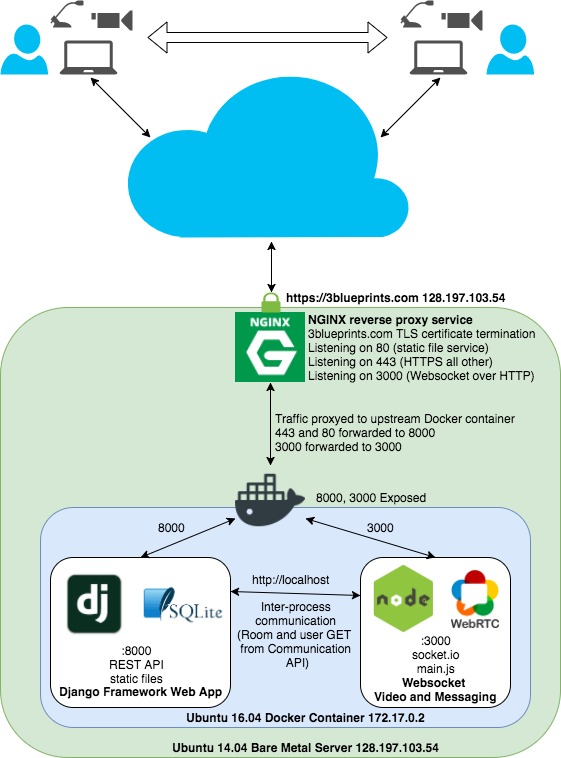 https://3blueprints.com 128.197.103.54
NGINX
NGINX reverse proxy service
3blueprints.com TLS certificate termination
Listening on 80 (static file service)
Listening on 443 (HTTPS all other)
Listening on 3000 (Websocket over HTTP)
Traffic proxyed to upstream Docker container
443 and 80 forwarded to 8000
3000 forwarded to 3000
8000, 3000 Exposed
8000
3000
http://localhost
Inter-process
communication
(Room and user GET
from Communication
API)
dj
SQLite
:8000
REST API
static files
Django Framework Web App
node
WebRTC
:3000
socket.io
main.js
Websocket
Video and Messaging
Ubuntu 16.04 Docker Container 172.17.0.2
Ubuntu 14.04 Bare Metal Server 128.197.103.54